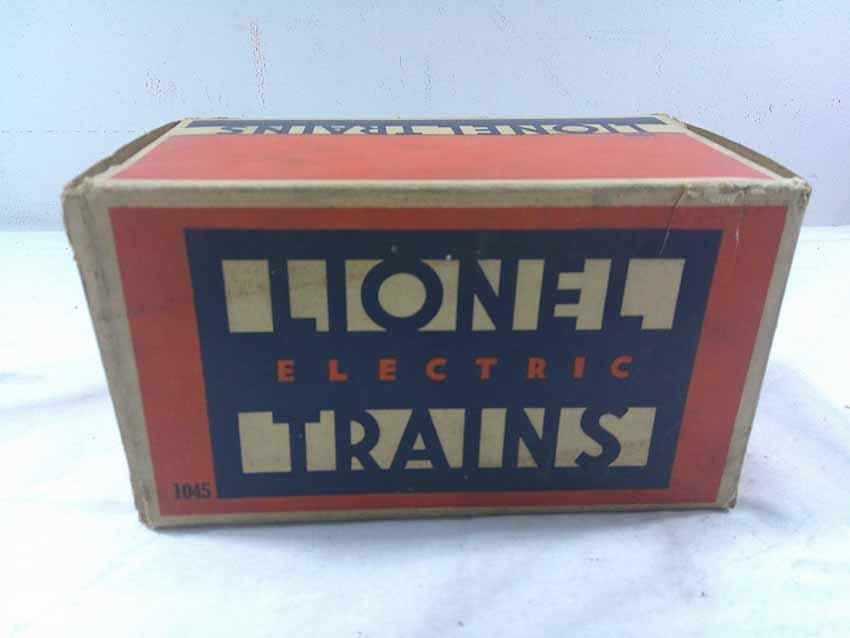 LIONEL TRAINS
LIONEL
ELECTRIC
TRAINS
1045